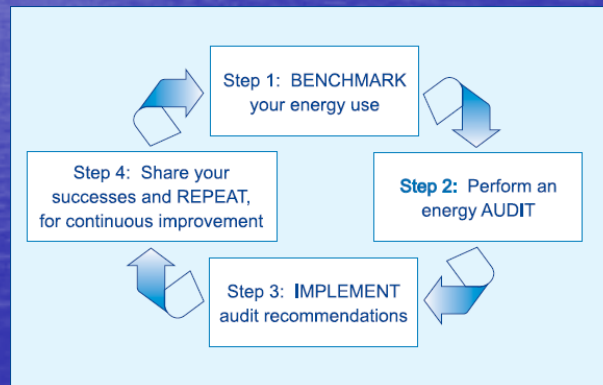 Step 1: BENCHMARK
your energy use
Step 2: Perform an
energy AUDIT
Step 3: IMPLEMENT
audit recommendations
Step 4: Share your
successes and REPEAT,
for continuous improvement